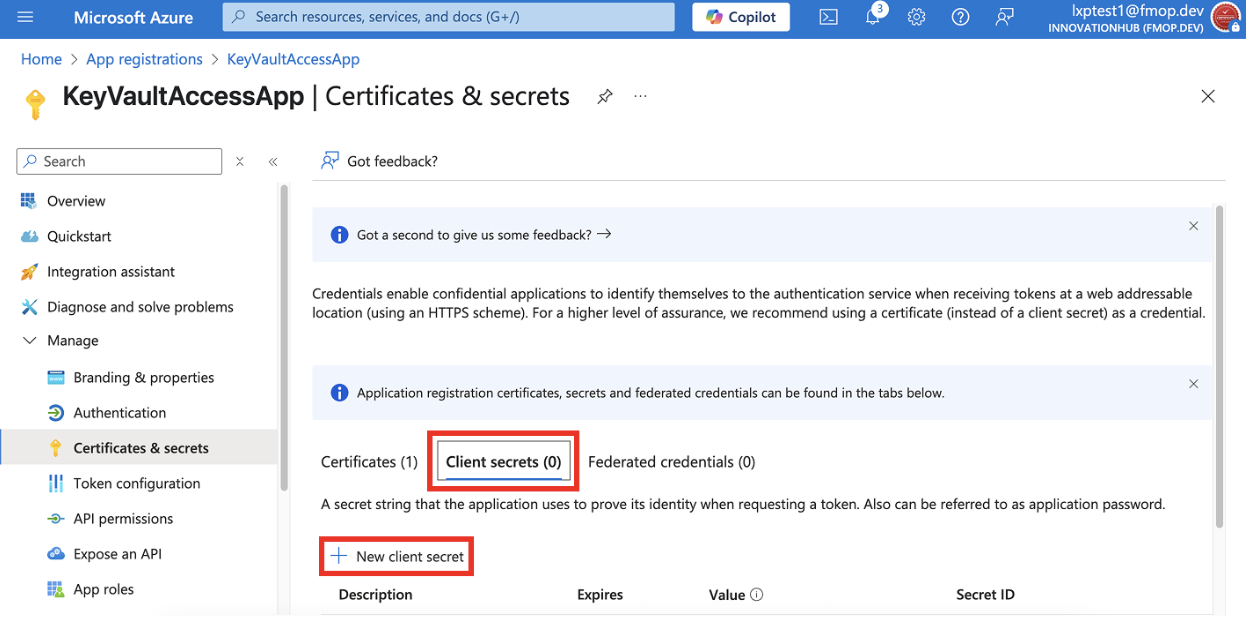 Microsoft Azure
Search resources, services, and docs (G+/)
Copilot
3
lxptest1@fmop.dev
INNOVATIONHUB (FMOP.DEV)
Home > App registrations > KeyVaultAccessApp
KeyVaultAccessApp | Certificates & secrets
Search
Got feedback?
Overview
Quickstart
Integration assistant
Diagnose and solve problems
Manage
Branding & properties
Authentication
Certificates & secrets
Token configuration
API permissions
Expose an API
App roles
Got a second to give us some feedback?
Credentials enable confidential applications to identify themselves to the authentication service when receiving tokens at a web addressable
location (using an HTTPS scheme). For a higher level of assurance, we recommend using a certificate (instead of a client secret) as a credential.
Application registration certificates, secrets and federated credentials can be found in the tabs below.
Certificates (1) Client secrets (0) Federated credentials (0)
A secret string that the application uses to prove its identity when requesting a token. Also can be referred to as application password.
New client secret
Description Expires Value Secret ID